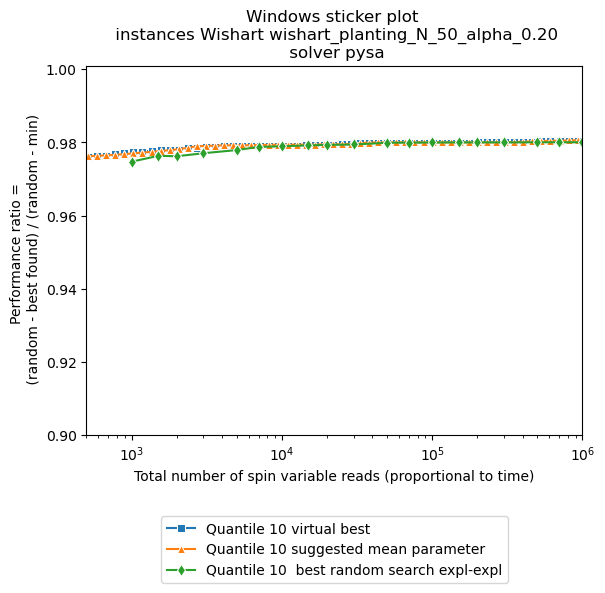 Windows sticker plot
instances Wishart wishart_planting_N_50_alpha_0.20
solver pysa
Performance ratio =
(random - best found) / (random - min)
1.00
0.98
0.96
0.94
0.92
0.90
10³
10⁴
10⁵
10⁶
Total number of spin variable reads (proportional to time)
Quantile 10 virtual best
Quantile 10 suggested mean parameter
Quantile 10  best random search expl-expl